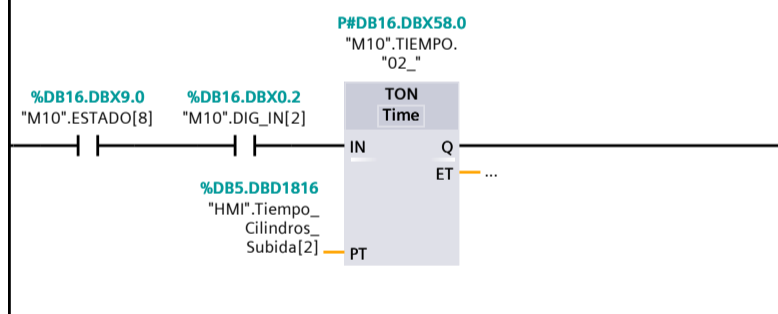 P#DB16.DBX58.0
"M10".TIEMPO.
"02_"
%DB16.DBX9.0
"M10".ESTADO[8]
%DB16.DBX0.2
"M10".DIG_IN[2]
TON
Time
IN
Q
ET
...
%DB5.DBD1816
"HMI".Tiempo_
Cilindros_
Subida[2]
PT